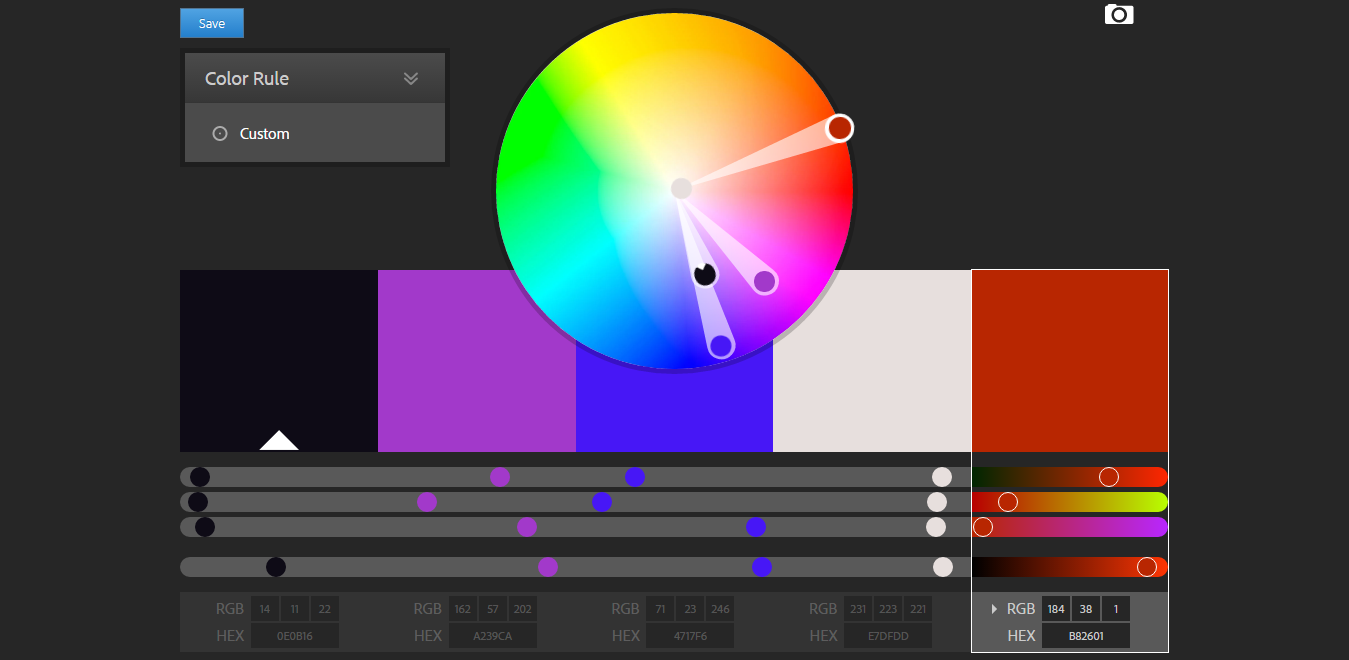 Save
Color Rule
Custom
RGB 14 11 22 RGB 162 57 202 RGB 71 23 246 RGB 231 223 221 RGB 184 38 1
HEX 0E0B16 HEX A239CA HEX 4717F6 HEX E7DFDD HEX B82601